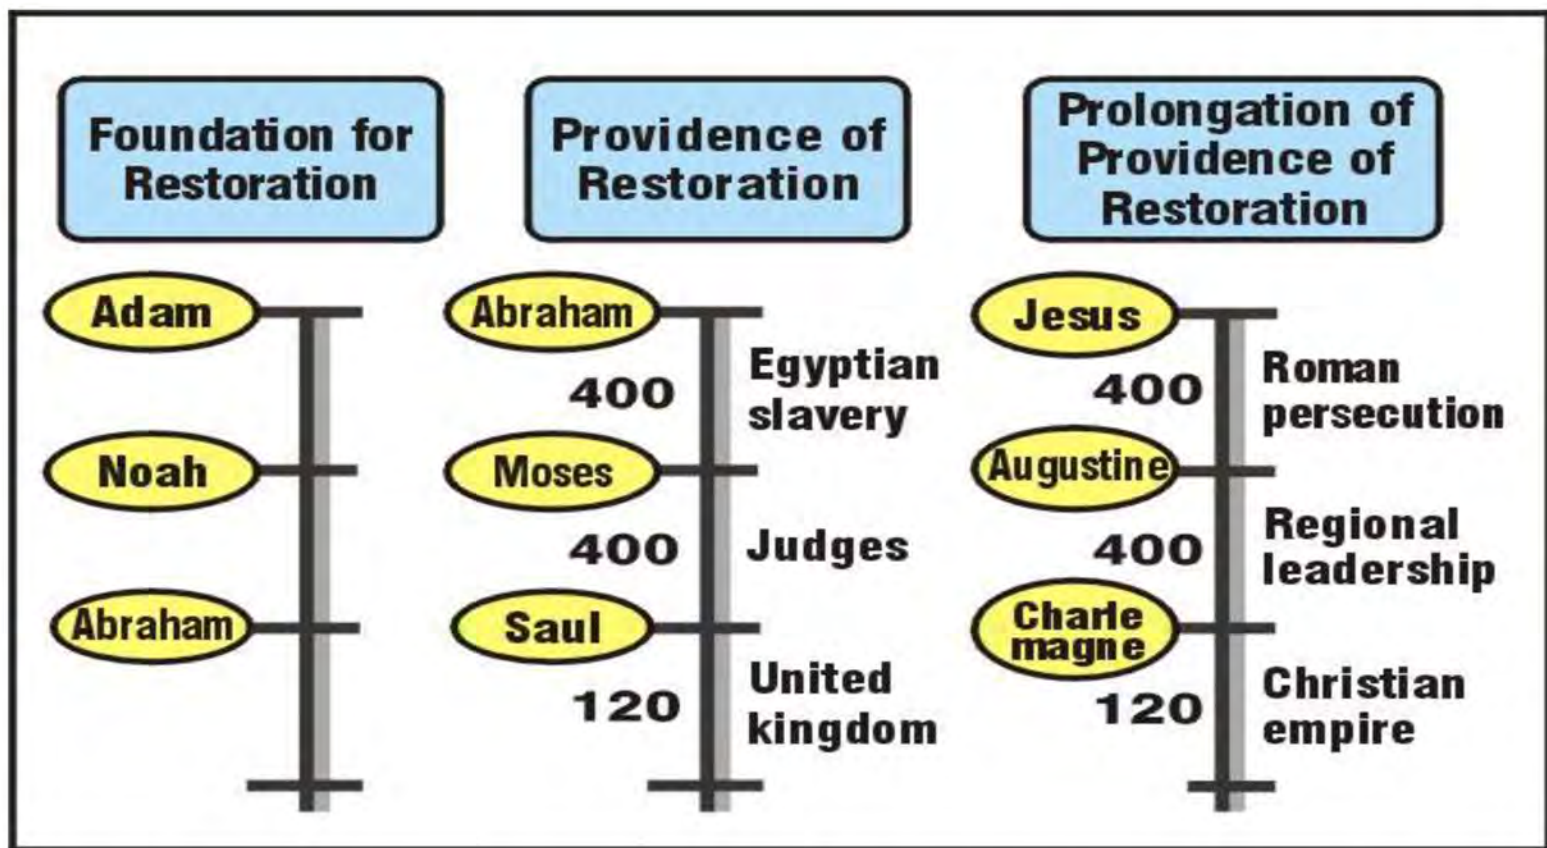 Foundation for
Restoration
Adam
Noah
Abraham
Providence of
Restoration
Abraham
400
Egyptian
slavery
Moses
400
Judges
Saul
120
United
kingdom
Prolongation of
Providence of
Restoration
Jesus
400
Roman
persecution
Augustine
400
Regional
leadership
Charle
magne
120
Christian
empire